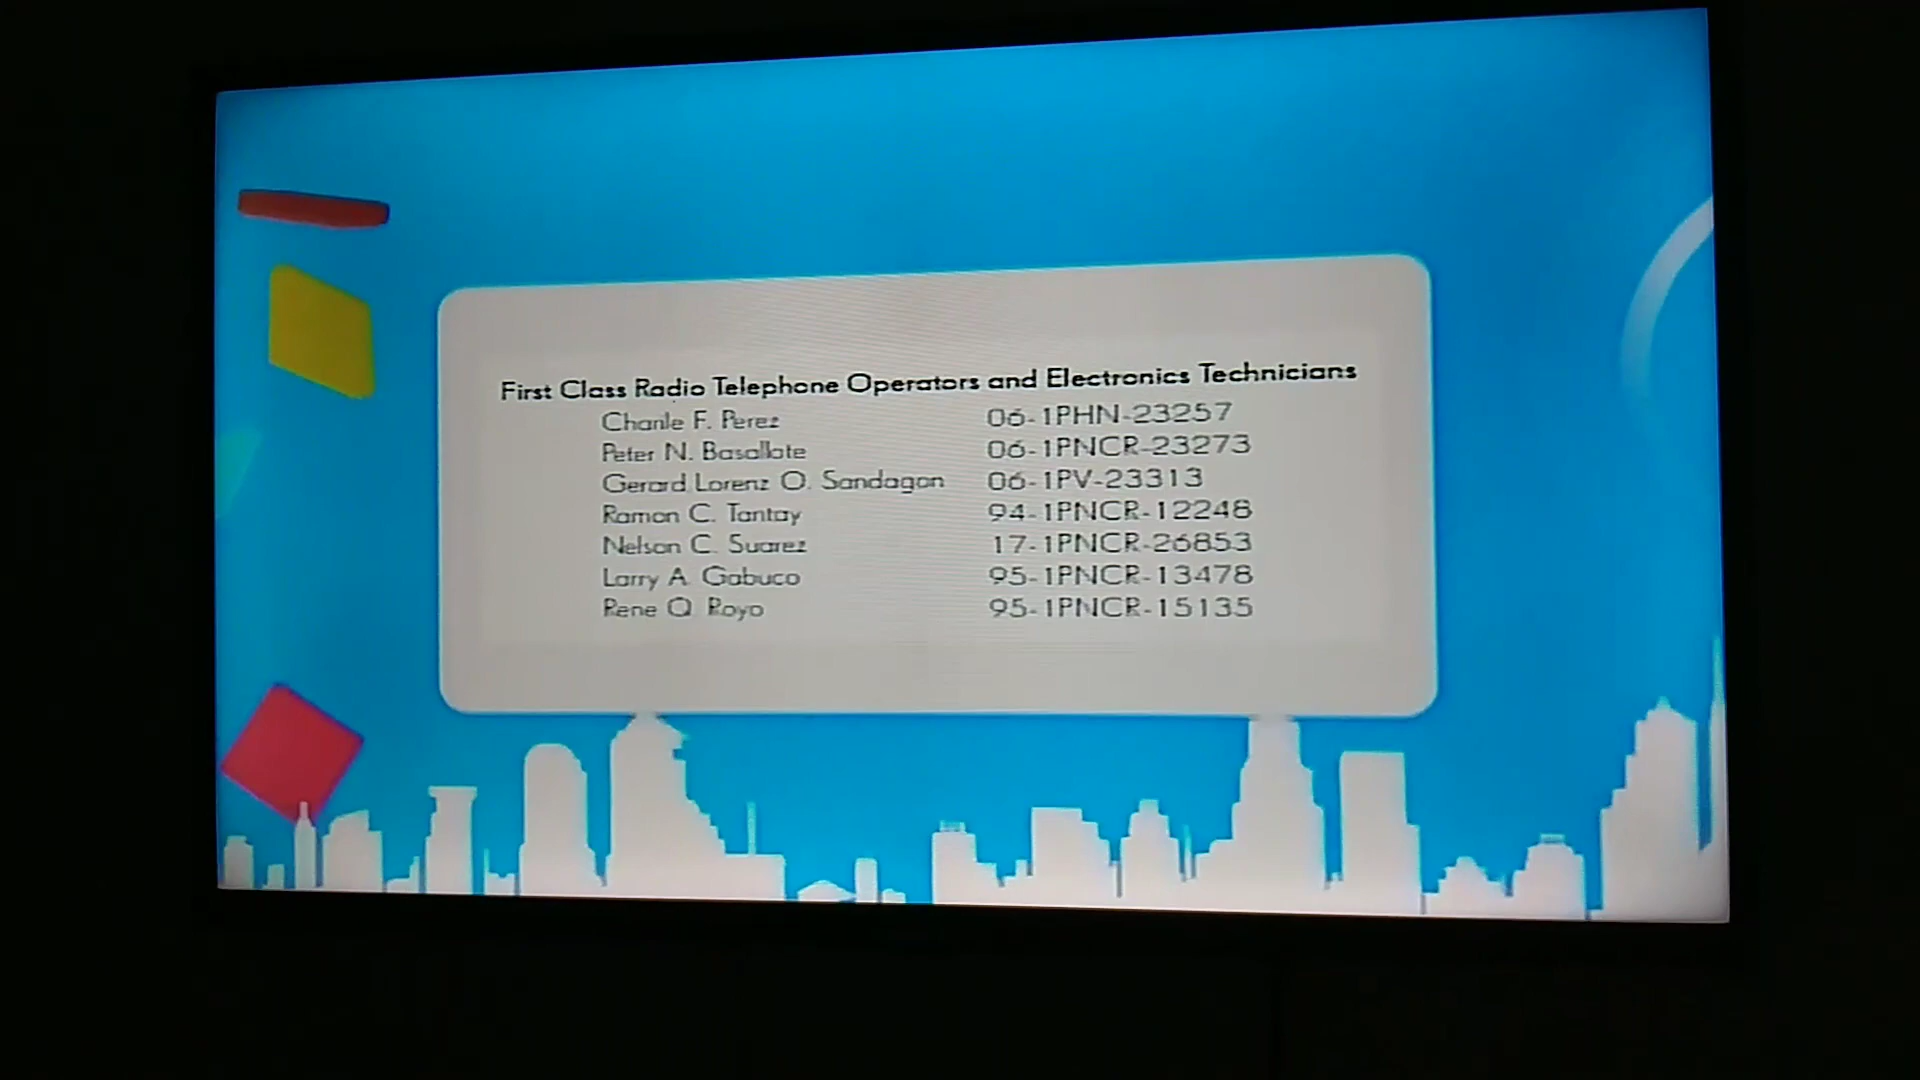 First Class Radio Telephone Operators and Electronics Technicians
Charlie F. Perez 06-1PHN-23257
Peter N. Basallote 06-1PNCR-23273
Gerard Lorenz O. Sandagon 06-1PV-23313
Ramon C. Tantay 94-1PNCR-12248
Nelson C. Suarez 17-1PNCR-26853
Larry A. Gabuco 95-1PNCR-13478
Rene Q. Royo 95-1PNCR-15135